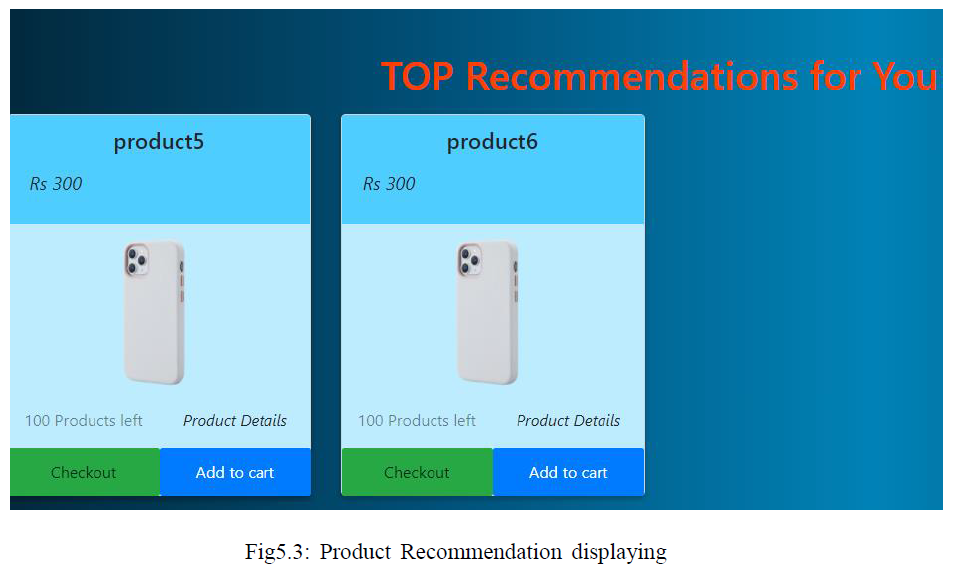 TOP Recommendations for You
product5
Rs 300
100 Products left
Product Details
Checkout
Add to cart
product6
Rs 300
100 Products left
Product Details
Checkout
Add to cart
Fig5.3: Product Recommendation displaying